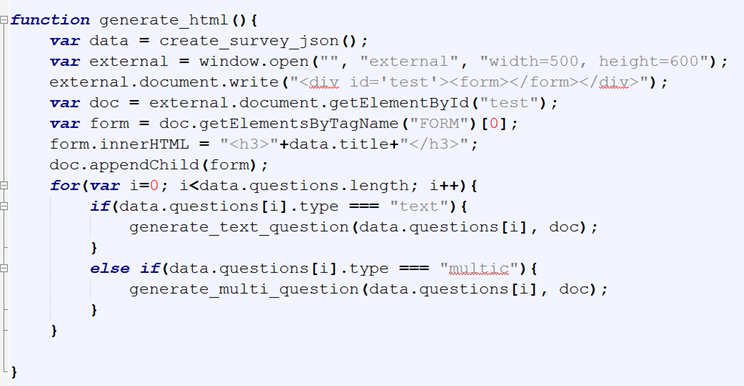 function generate_html(){
    var data = create_survey_json();
    var external = window.open("", "external", "width=500, height=600");
    external.document.write("<div id='test'><form></form></div>");
    var doc = external.document.getElementById("test");
    var form = doc.getElementsByTagName("FORM")[0];
    form.innerHTML = "<h3>"+data.title+"</h3>";
    doc.appendChild(form);
    for(var i=0; i<data.questions.length; i++){
        if(data.questions[i].type === "text"){
            generate_text_question(data.questions[i], doc);
        }
        else if(data.questions[i].type === "multic"){
            generate_multi_question(data.questions[i], doc);
        }
    }
}